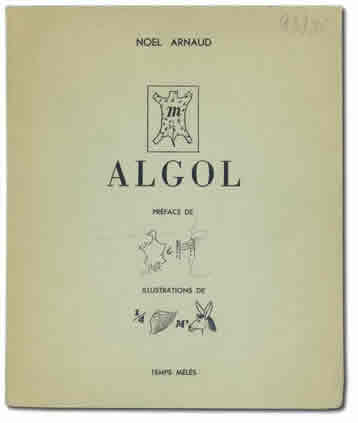 NOEL ARNAUD
m
ALGOL
PRÉFACE DE
ILLUSTRATIONS DE
M'
TEMPS MÊLÉS